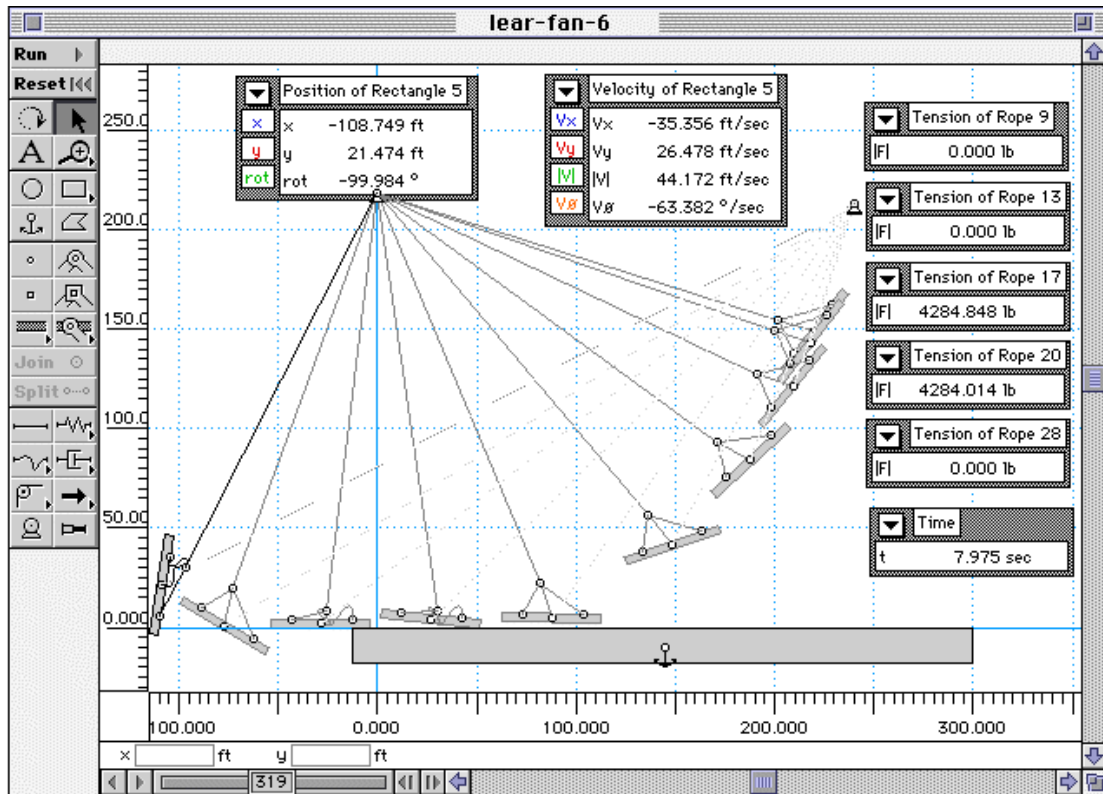 lear-fan-6
Run
Reset
A
Join
Split
Position of Rectangle 5
x x -108.749 ft
y y 21.474 ft
rot rot -99.984 °
Velocity of Rectangle 5
Vx Vx -35.356 ft/sec
Vy Vy 26.478 ft/sec
|V| |V| 44.172 ft/sec
Vø Vø -63.382 °/sec
Tension of Rope 9
|F| 0.000 lb
Tension of Rope 13
|F| 0.000 lb
Tension of Rope 17
|F| 4284.848 lb
Tension of Rope 20
|F| 4284.014 lb
Tension of Rope 28
|F| 0.000 lb
Time
t 7.975 sec
250.0
200.0
150.0
100.0
50.00
0.000
100.000 0.000 100.000 200.000 300.000
x ft y ft
319